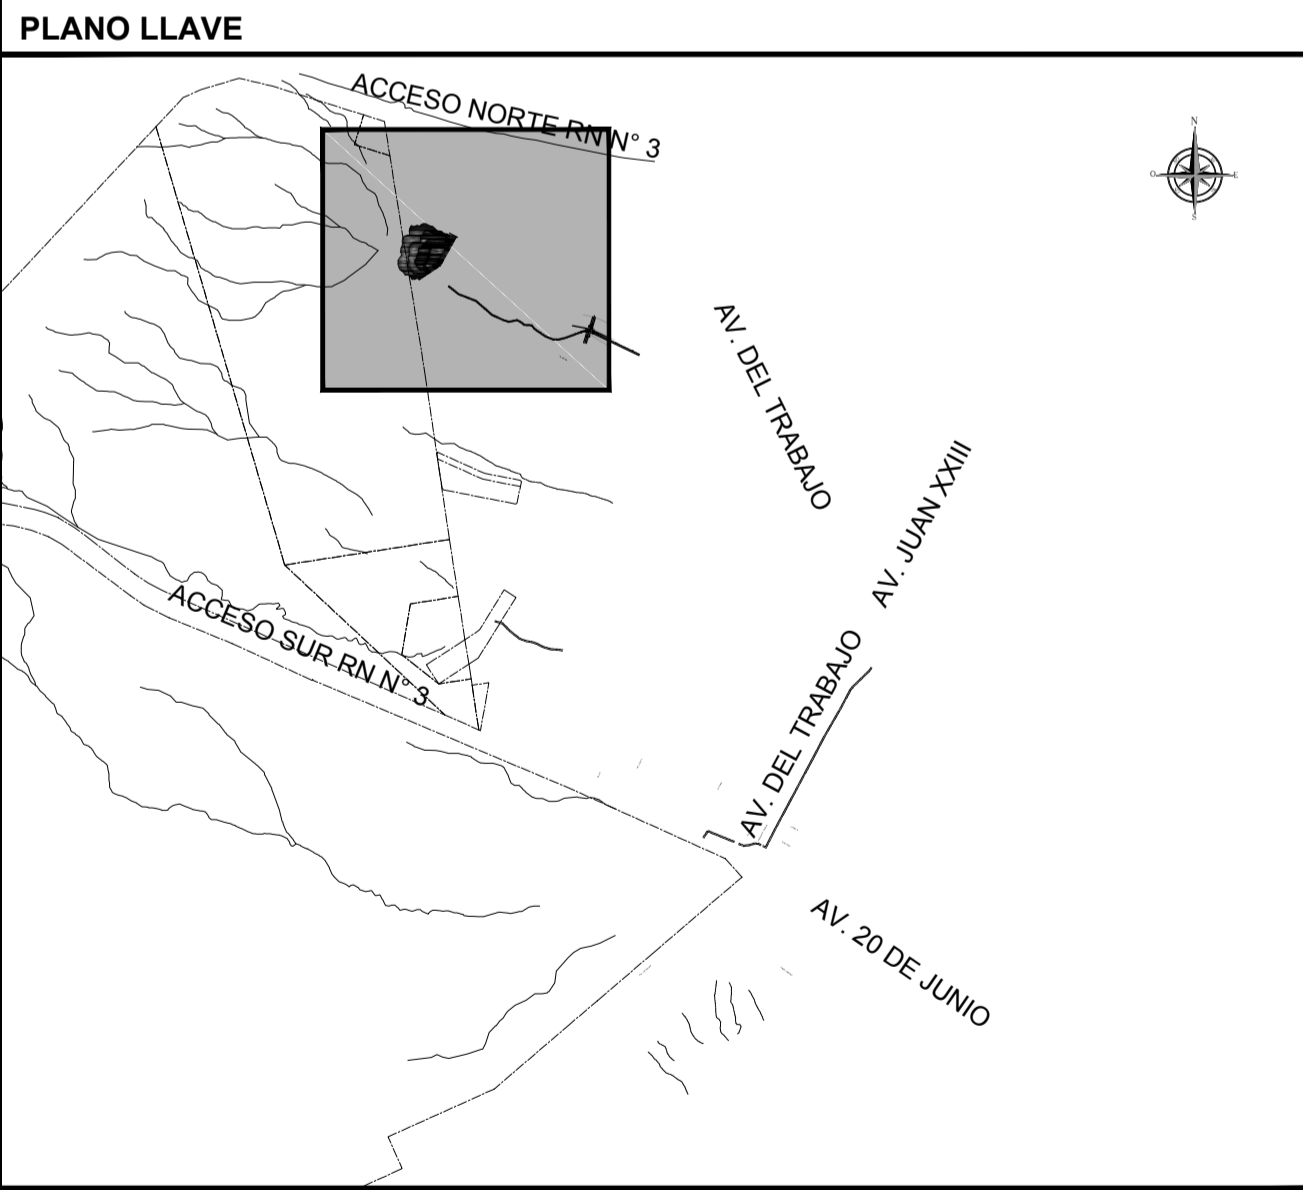 PLANO LLAVE
ACCESO NORTE RN N° 3
N
O
E
S
AV. DEL TRABAJO
AV. JUAN XXIII
ACCESO SUR RN N° 3
AV. DEL TRABAJO
AV. 20 DE JUNIO